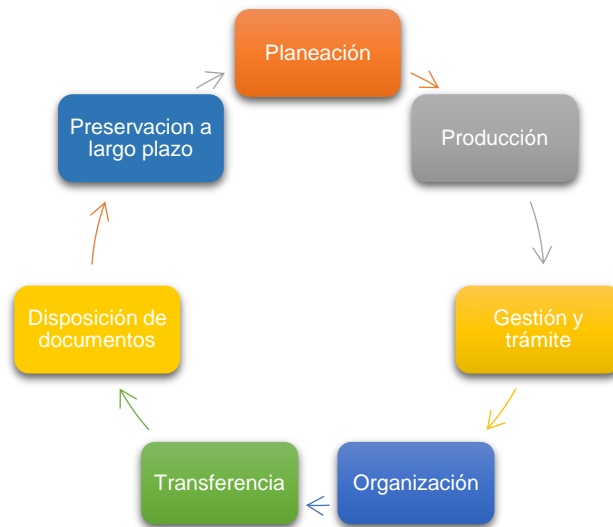 Planeación
Producción
Gestión y
trámite
Organización
Transferencia
Disposición de
documentos
Preservacion a
largo plazo